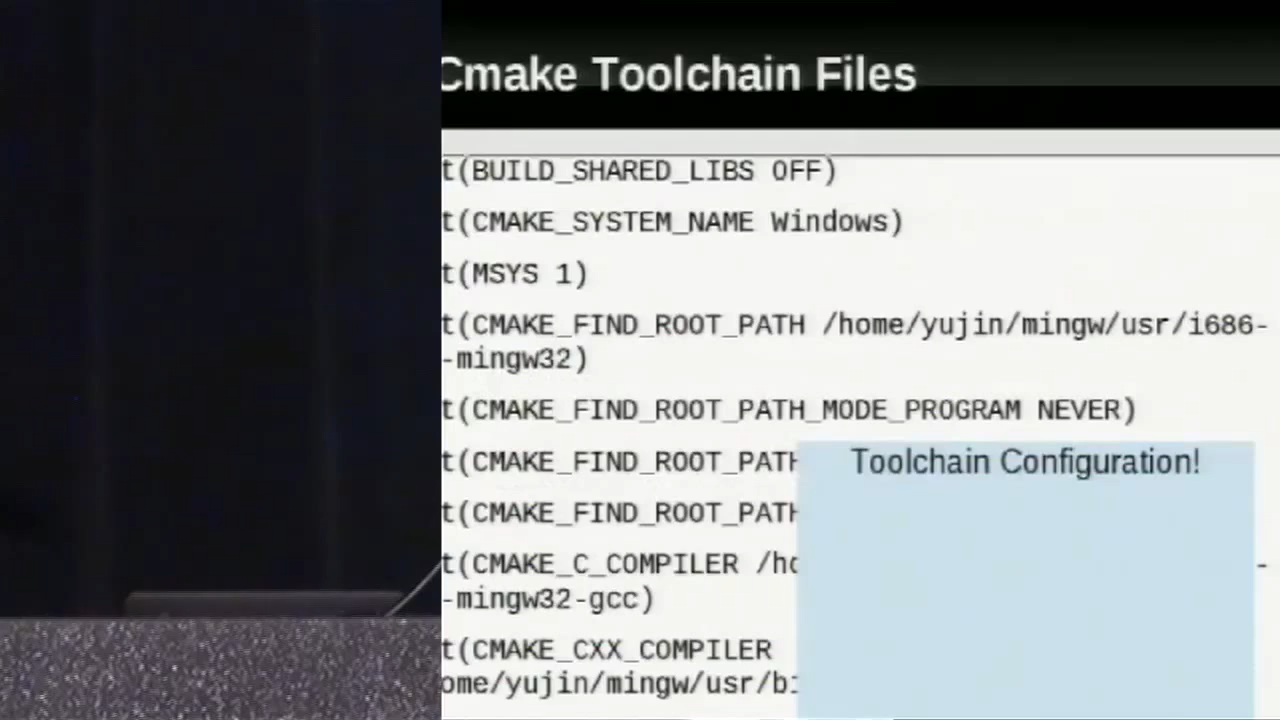 Cmake Toolchain Files
t(BUILD_SHARED_LIBS OFF)
t(CMAKE_SYSTEM_NAME Windows)
t(MSYS 1)
t(CMAKE_FIND_ROOT_PATH /home/yujin/mingw/usr/i686-
-mingw32)
t(CMAKE_FIND_ROOT_PATH_MODE_PROGRAM NEVER)
t(CMAKE_FIND_ROOT_PATH
Toolchain Configuration!
t(CMAKE_FIND_ROOT_PATH
t(CMAKE_C_COMPILER /ho -
-mingw32-gcc)
t(CMAKE_CXX_COMPILER
ome/yujin/mingw/usr/bi